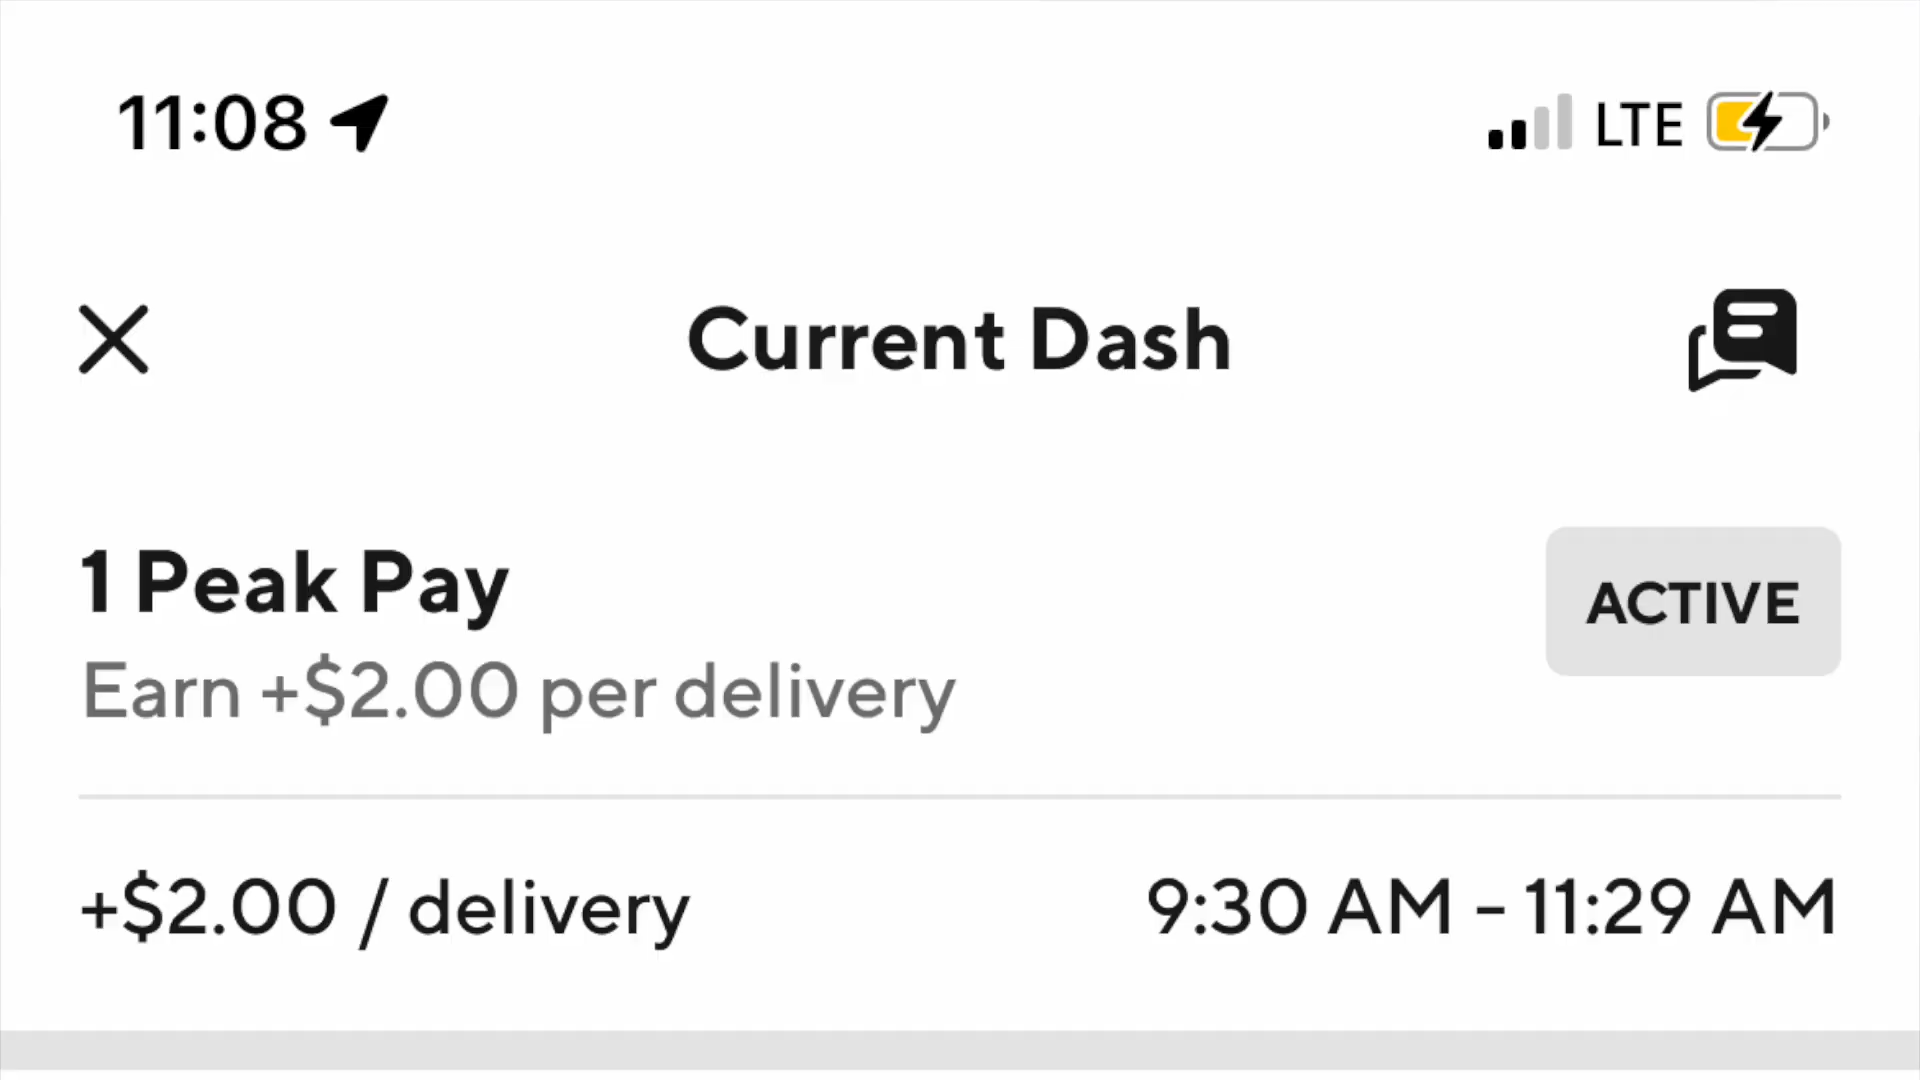 11:08 LTE
Current Dash
1 Peak Pay
ACTIVE
Earn +$2.00 per delivery
+$2.00 / delivery 9:30 AM - 11:29 AM